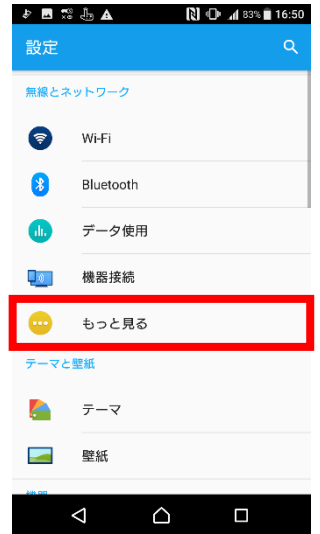 83% 16:50
設定
無線とネットワーク
Wi-Fi
Bluetooth
データ使用
機器接続
もっと見る
テーマと壁紙
テーマ
壁紙